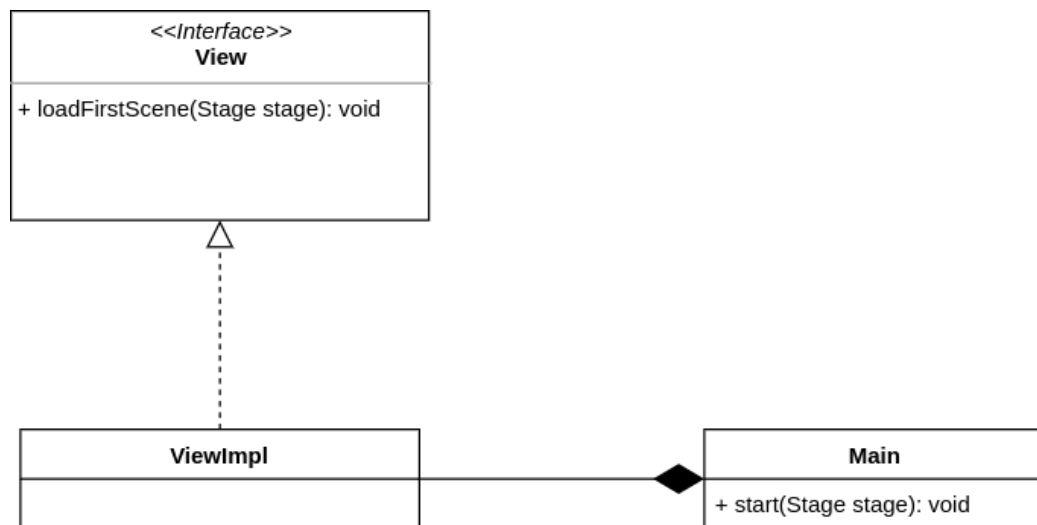 <<Interface>>
View
+ loadFirstScene(Stage stage): void
ViewImpl
Main
+ start(Stage stage): void